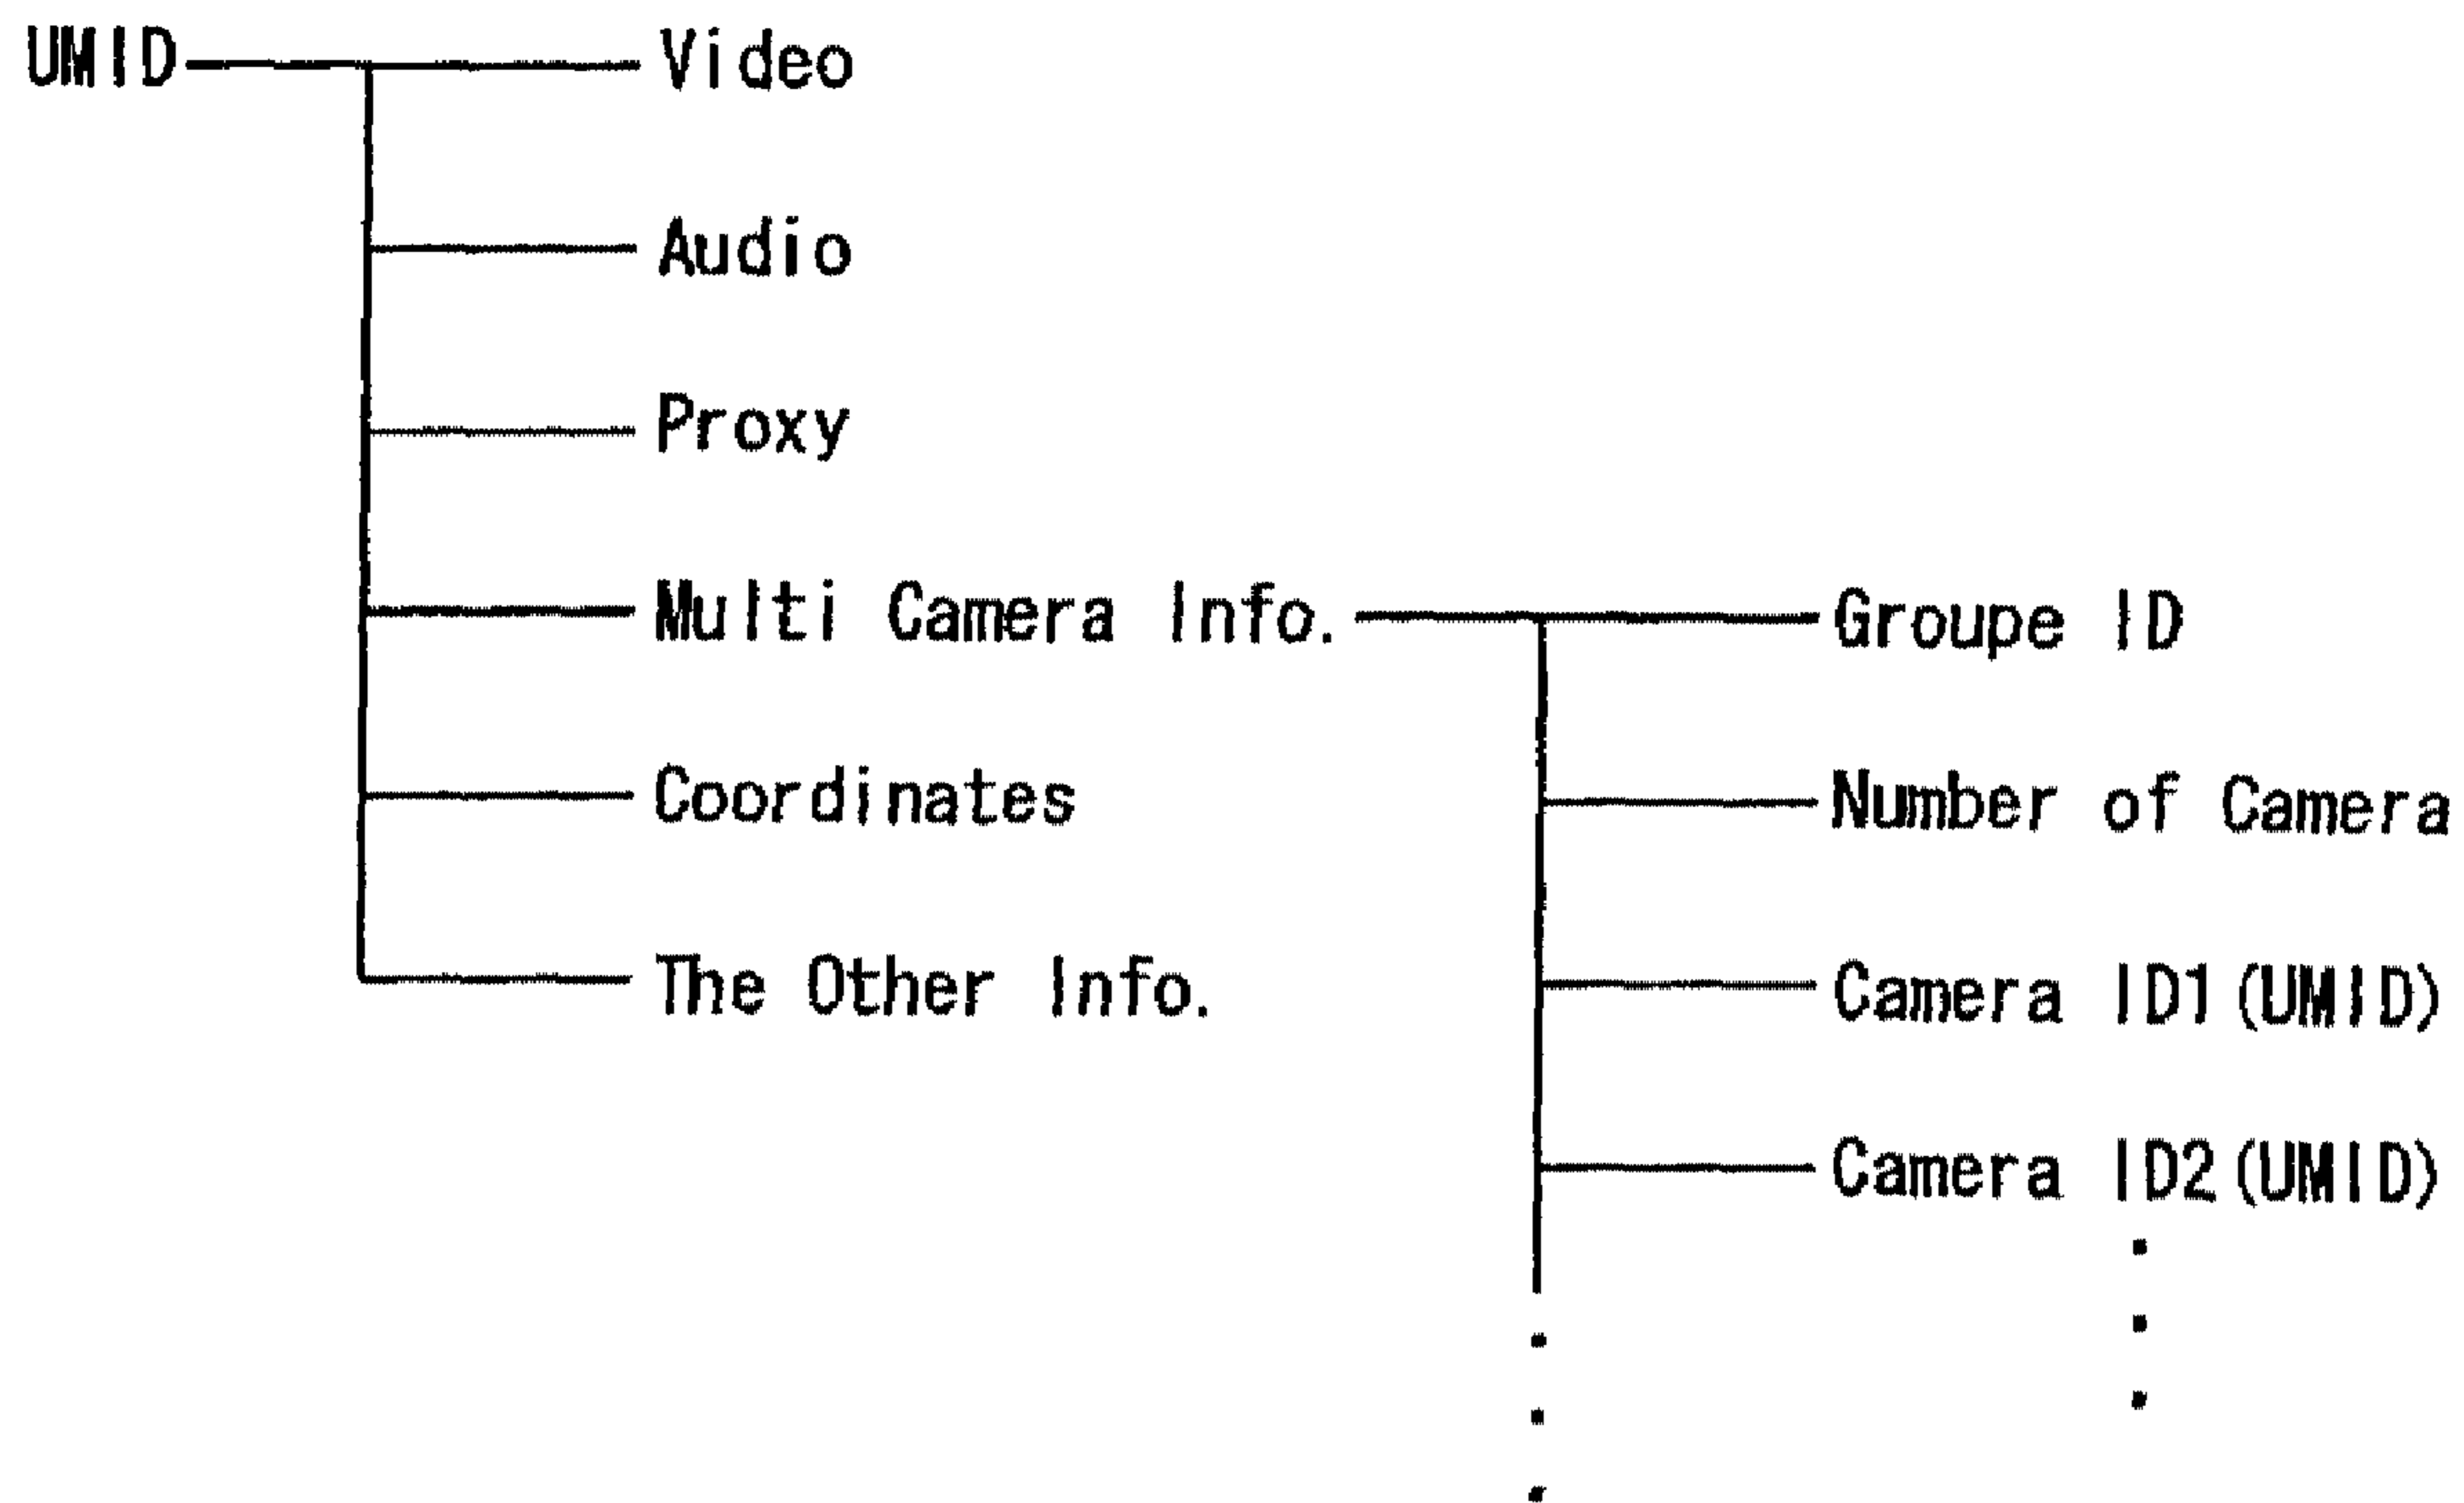 UMID
Video
Audio
Proxy
Multi Camera Info.
Groupe ID
Coordinates
Number of Camera
The Other Info.
Camera ID1(UMID)
Camera ID2(UMID)